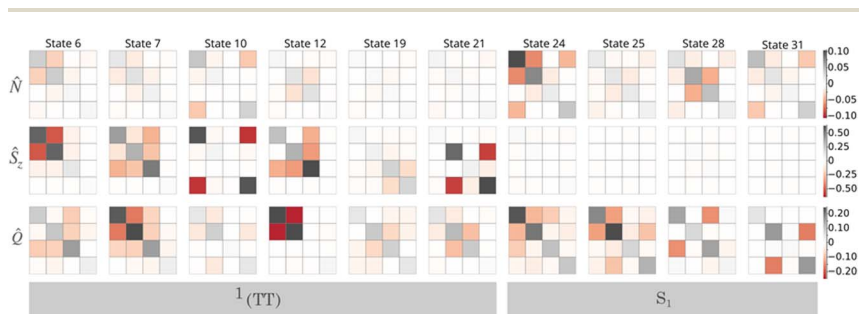 State 6 State 7 State 10 State 12 State 19 State 21 State 24 State 25 State 28 State 31
N̂ 0.10 0.05 0 −0.05 −0.10
Ŝz 0.50 0.25 0 −0.25 −0.50
Q̂ 0.20 0.10 0 −0.10 −0.20
¹(TT) S₁